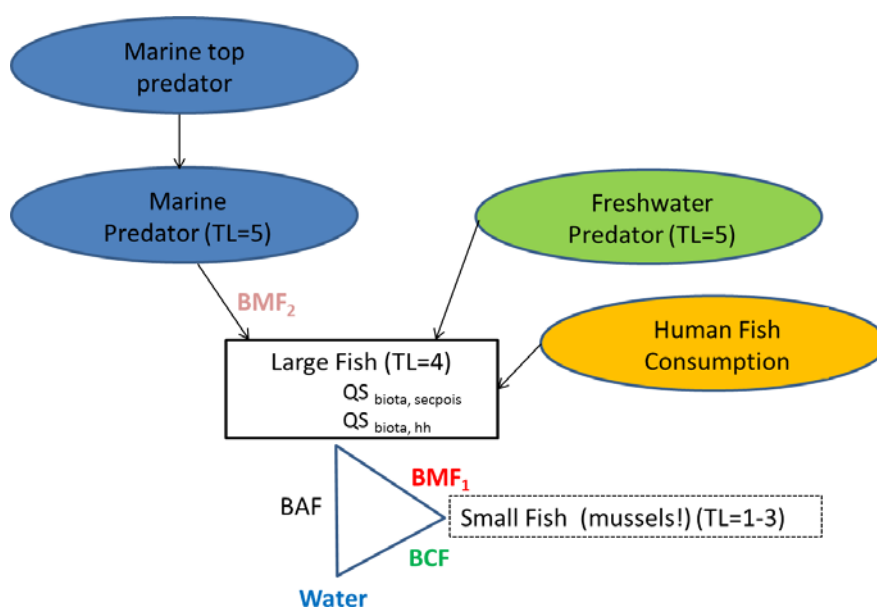 Marine top
predator
Marine
Predator (TL=5)
Freshwater
Predator (TL=5)
BMF2
Human Fish
Consumption
Large Fish (TL=4)
QS biota, secpois
QS biota, hh
BMF1
BAF
Small Fish (mussels!) (TL=1-3)
BCF
Water